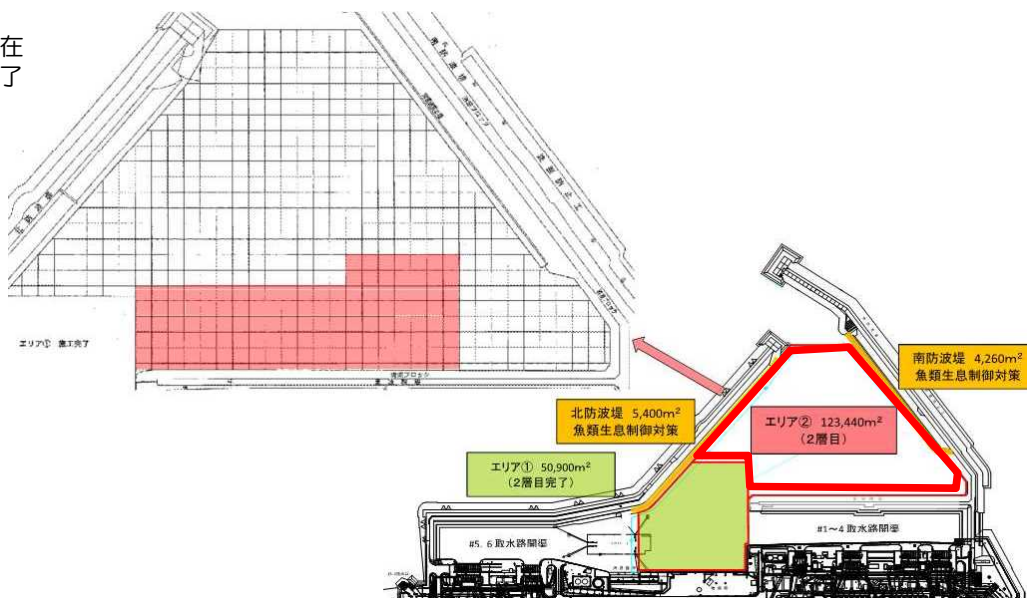 在
了
エリア① 施工完了
南防波堤 4,260m²
魚類生息制御対策
北防波堤 5,400m²
魚類生息制御対策
エリア② 123,440m²
(2層目)
エリア① 50,900m²
(2層目完了)
#5．6取水路開渠
#1～4 取水路開渠